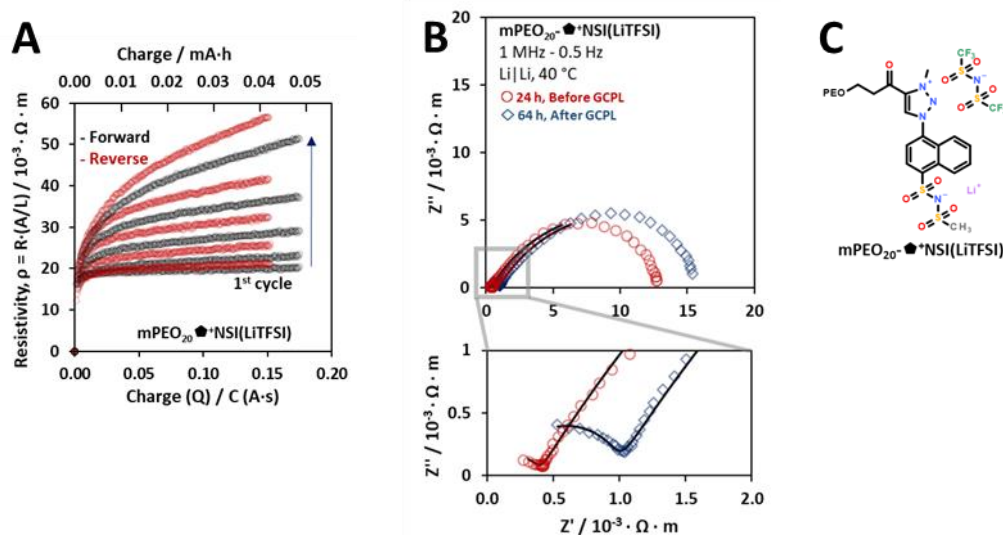 A
Charge / mA·h
0.00 0.01 0.02 0.03 0.04 0.05
Resistivity, ρ = R·(A/L) / 10⁻³ · Ω · m
60
50
40
30
20
10
0
- Forward
- Reverse
1ˢᵗ cycle
mPEO₂₀⬟⁺NSI(LiTFSI)
0.00 0.05 0.10 0.15 0.20
Charge (Q) / C (A·s)
B
Z'' / 10⁻³ · Ω · m
20
15
10
5
0
mPEO₂₀-⬟⁺NSI(LiTFSI)
1 MHz - 0.5 Hz
Li|Li, 40 °C
24 h, Before GCPL
64 h, After GCPL
0 5 10 15 20
Z'' / 10⁻³ · Ω · m
1
0.5
0
0.0 0.5 1.0 1.5 2.0
Z' / 10⁻³ · Ω · m
C
CF₃
O
O
S
N⁻
O
S
O
CF
O
PEO
N⁺
N
N
O
S
O
N⁻
Li⁺
O
S
O
CH₃
mPEO₂₀-⬟⁺NSI(LiTFSI)